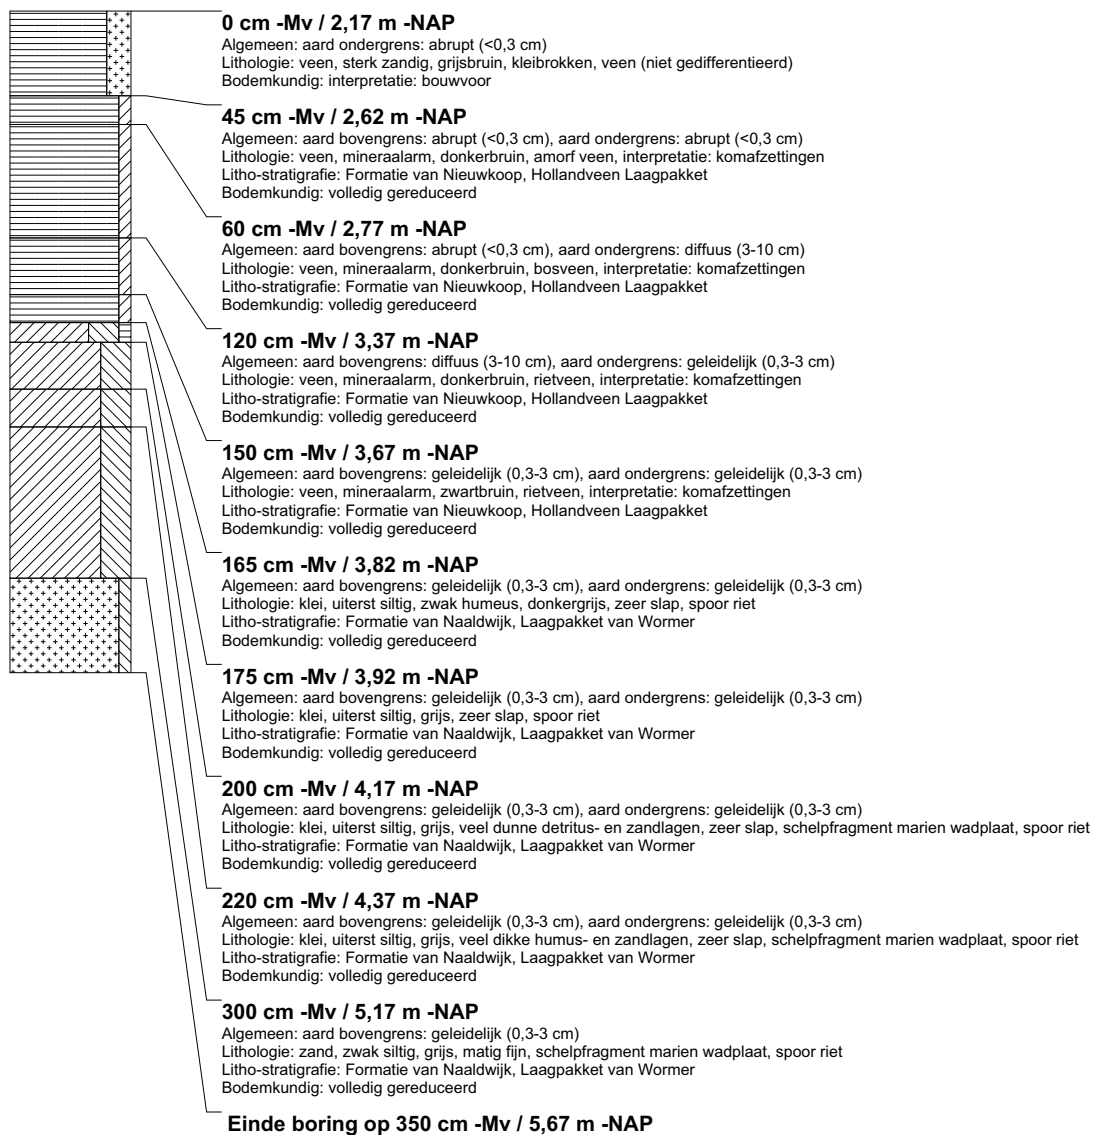 0 cm -Mv / 2,17 m -NAP
Algemeen: aard ondergrens: abrupt (<0,3 cm)
Lithologie: veen, sterk zandig, grijsbruin, kleibrokken, veen (niet gedifferentieerd)
Bodemkundig: interpretatie: bouwvoor
45 cm -Mv / 2,62 m -NAP
Algemeen: aard bovengrens: abrupt (<0,3 cm), aard ondergrens: abrupt (<0,3 cm)
Lithologie: veen, mineraalarm, donkerbruin, amorf veen, interpretatie: komafzettingen
Litho-stratigrafie: Formatie van Nieuwkoop, Hollandveen Laagpakket
Bodemkundig: volledig gereduceerd
60 cm -Mv / 2,77 m -NAP
Algemeen: aard bovengrens: abrupt (<0,3 cm), aard ondergrens: diffuus (3-10 cm)
Lithologie: veen, mineraalarm, donkerbruin, bosveen, interpretatie: komafzettingen
Litho-stratigrafie: Formatie van Nieuwkoop, Hollandveen Laagpakket
Bodemkundig: volledig gereduceerd
120 cm -Mv / 3,37 m -NAP
Algemeen: aard bovengrens: diffuus (3-10 cm), aard ondergrens: geleidelijk (0,3-3 cm)
Lithologie: veen, mineraalarm, donkerbruin, rietveen, interpretatie: komafzettingen
Litho-stratigrafie: Formatie van Nieuwkoop, Hollandveen Laagpakket
Bodemkundig: volledig gereduceerd
150 cm -Mv / 3,67 m -NAP
Algemeen: aard bovengrens: geleidelijk (0,3-3 cm), aard ondergrens: geleidelijk (0,3-3 cm)
Lithologie: veen, mineraalarm, zwartbruin, rietveen, interpretatie: komafzettingen
Litho-stratigrafie: Formatie van Nieuwkoop, Hollandveen Laagpakket
Bodemkundig: volledig gereduceerd
165 cm -Mv / 3,82 m -NAP
Algemeen: aard bovengrens: geleidelijk (0,3-3 cm), aard ondergrens: geleidelijk (0,3-3 cm)
Lithologie: klei, uiterst siltig, zwak humeus, donkergrijs, zeer slap, spoor riet
Litho-stratigrafie: Formatie van Naaldwijk, Laagpakket van Wormer
Bodemkundig: volledig gereduceerd
175 cm -Mv / 3,92 m -NAP
Algemeen: aard bovengrens: geleidelijk (0,3-3 cm), aard ondergrens: geleidelijk (0,3-3 cm)
Lithologie: klei, uiterst siltig, grijs, zeer slap, spoor riet
Litho-stratigrafie: Formatie van Naaldwijk, Laagpakket van Wormer
Bodemkundig: volledig gereduceerd
200 cm -Mv / 4,17 m -NAP
Algemeen: aard bovengrens: geleidelijk (0,3-3 cm), aard ondergrens: geleidelijk (0,3-3 cm)
Lithologie: klei, uiterst siltig, grijs, veel dunne detritus- en zandlagen, zeer slap, schelpfragment marien wadplaat, spoor riet
Litho-stratigrafie: Formatie van Naaldwijk, Laagpakket van Wormer
Bodemkundig: volledig gereduceerd
220 cm -Mv / 4,37 m -NAP
Algemeen: aard bovengrens: geleidelijk (0,3-3 cm), aard ondergrens: geleidelijk (0,3-3 cm)
Lithologie: klei, uiterst siltig, grijs, veel dikke humus- en zandlagen, zeer slap, schelpfragment marien wadplaat, spoor riet
Litho-stratigrafie: Formatie van Naaldwijk, Laagpakket van Wormer
Bodemkundig: volledig gereduceerd
300 cm -Mv / 5,17 m -NAP
Algemeen: aard bovengrens: geleidelijk (0,3-3 cm)
Lithologie: zand, zwak siltig, grijs, matig fijn, schelpfragment marien wadplaat, spoor riet
Litho-stratigrafie: Formatie van Naaldwijk, Laagpakket van Wormer
Bodemkundig: volledig gereduceerd
Einde boring op 350 cm -Mv / 5,67 m -NAP